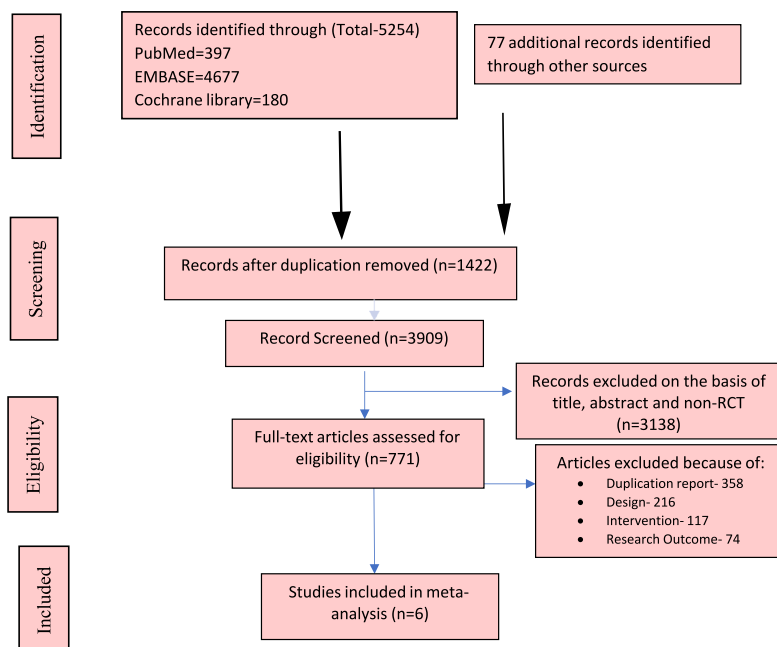 Identification
Records identified through (Total-5254)
PubMed=397
EMBASE=4677
Cochrane library=180
77 additional records identified
through other sources
Screening
Records after duplication removed (n=1422)
Record Screened (n=3909)
Records excluded on the basis of
title, abstract and non-RCT
(n=3138)
Eligibility
Full-text articles assessed for
eligibility (n=771)
Articles excluded because of:
• Duplication report- 358
• Design- 216
• Intervention- 117
• Research Outcome- 74
Included
Studies included in meta-
analysis (n=6)